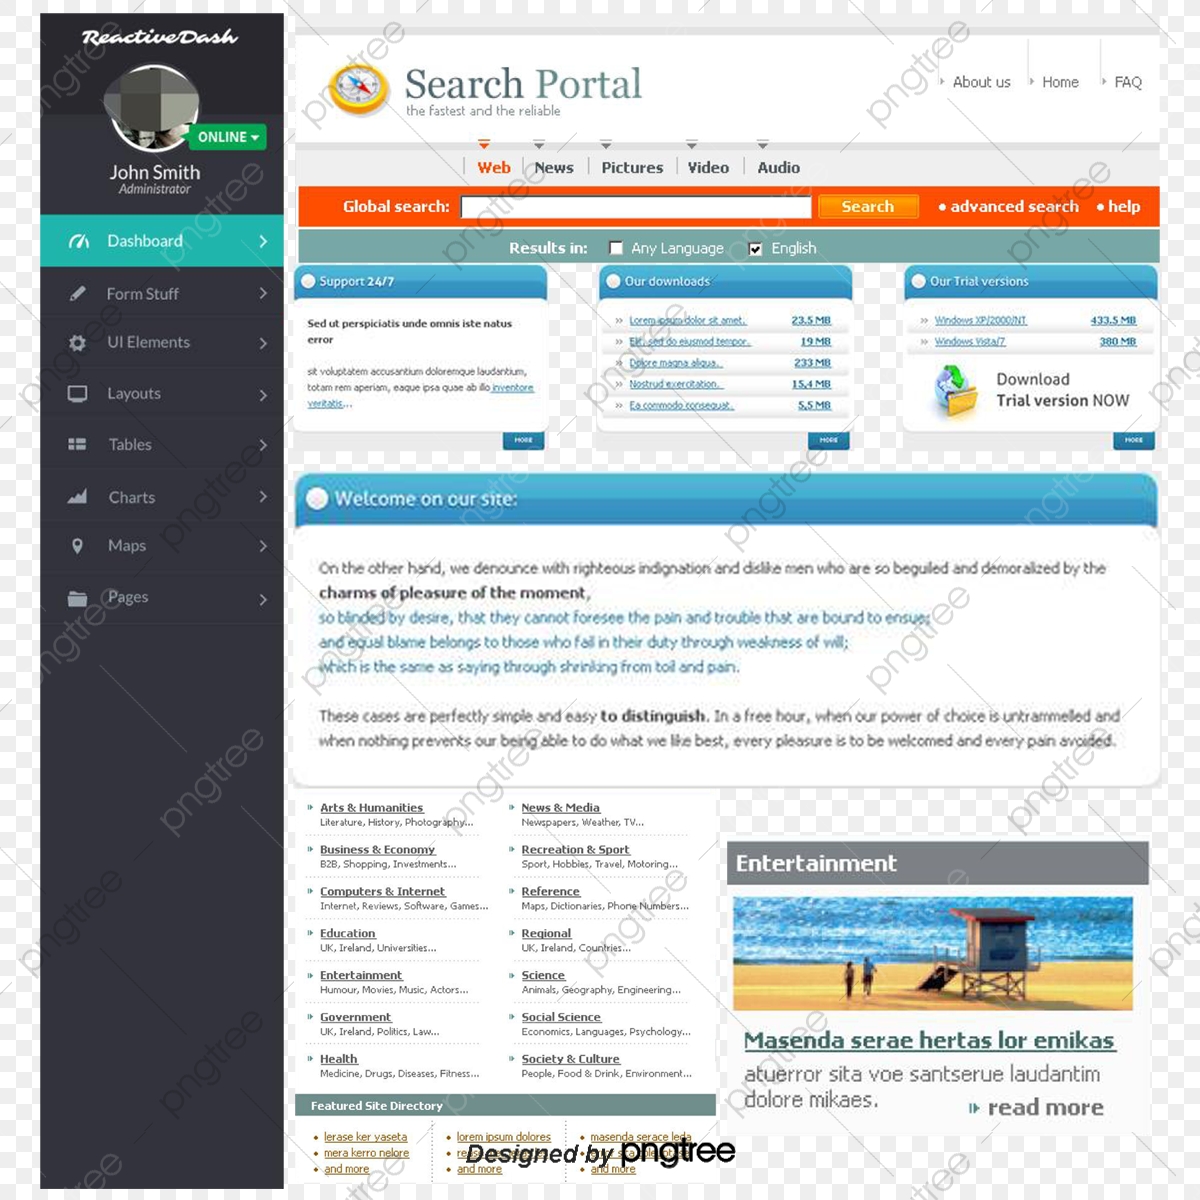 ReactiveDash
ONLINE
John Smith
Administrator
Dashboard
Form Stuff
UI Elements
Layouts
Tables
Charts
Maps
Pages
Search Portal
the fastest and the reliable
About us
Home
FAQ
Web
News
Pictures
Video
Audio
Global search:
Search
• advanced search
• help
Results in:
Any Language
English
Support 24/7
Sed ut perspiciatis unde omnis iste natus
error
sit voluptatem accusantium doloremque laudantium,
totam rem aperiam, eaque ipsa quae ab illo inventore
veritatis...
MORE
Our downloads
Lorem ipsum dolor sit amet, 23.5 MB
Elit, sed do eiusmod tempor. 19 MB
Dolore magna aliqua. 233 MB
Nostrud exercitation. 15,4 MB
Ea commodo consequat. 5,5 MB
MORE
Our Trial versions
Windows XP/2000/NT 433.5 MB
Windows Vista/7 380 MB
Download
Trial version NOW
MORE
Welcome on our site:
On the other hand, we denounce with righteous indignation and dislike men who are so beguiled and demoralized by the
charms of pleasure of the moment,
so blinded by desire, that they cannot foresee the pain and trouble that are bound to ensue;
and equal blame belongs to those who fail in their duty through weakness of will;
which is the same as saying through shrinking from toil and pain.
These cases are perfectly simple and easy to distinguish. In a free hour, when our power of choice is untrammelled and
when nothing prevents our being able to do what we like best, every pleasure is to be welcomed and every pain avoided.
Arts & Humanities
Literature, History, Photography...
Business & Economy
B2B, Shopping, Investments...
Computers & Internet
Internet, Reviews, Software, Games...
Education
UK, Ireland, Universities...
Entertainment
Humour, Movies, Music, Actors...
Government
UK, Ireland, Politics, Law...
Health
Medicine, Drugs, Diseases, Fitness...
News & Media
Newspapers, Weather, TV...
Recreation & Sport
Sport, Hobbies, Travel, Motoring...
Reference
Maps, Dictionaries, Phone Numbers...
Regional
UK, Ireland, Countries...
Science
Animals, Geography, Engineering...
Social Science
Economics, Languages, Psychology...
Society & Culture
People, Food & Drink, Environment...
Featured Site Directory
• lerase ker yaseta
• mera kerro nelore
• and more
• lorem ipsum dolores
• and more
• masenda serace leda
• and more
Designed by pngtree
Entertainment
Masenda serae hertas lor emikas
atuerror sita voe santserue laudantim
dolore mikaes.
read more
pngtree